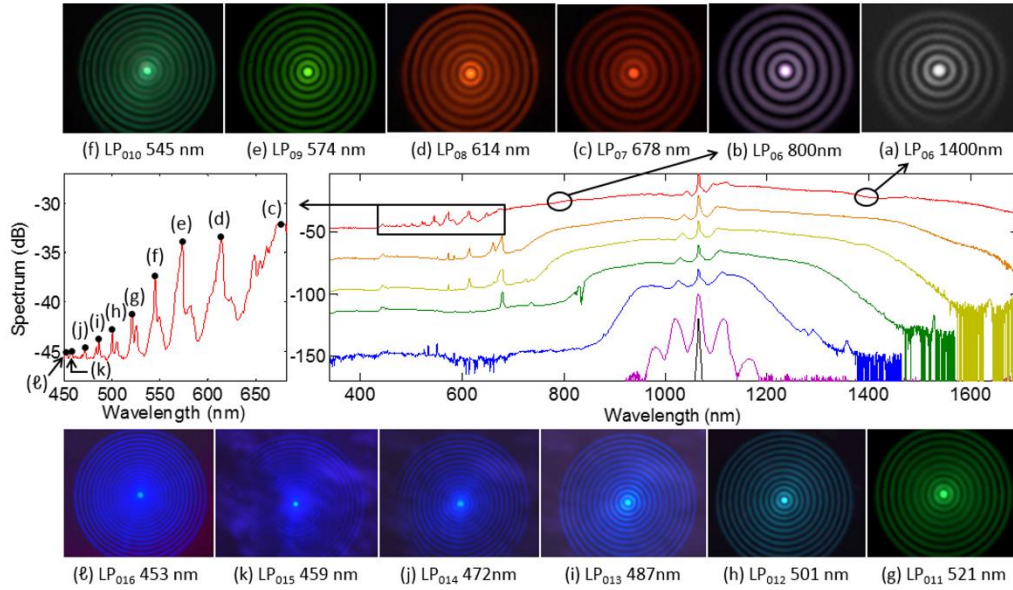 (f) LP₀₁₀ 545 nm
(e) LP₀₉ 574 nm
(d) LP₀₈ 614 nm
(c) LP₀₇ 678 nm
(b) LP₀₆ 800nm
(a) LP₀₆ 1400nm
Spectrum (dB)
-30
-35
-40
-45
(c)
(d)
(e)
(f)
(g)
(h)
(i)
(j)
(k)
(ℓ)
450 500 550 600 650
Wavelength (nm)
-50
-100
-150
400 600 800 1000 1200 1400 1600
Wavelength (nm)
(ℓ) LP₀₁₆ 453 nm
(k) LP₀₁₅ 459 nm
(j) LP₀₁₄ 472nm
(i) LP₀₁₃ 487nm
(h) LP₀₁₂ 501 nm
(g) LP₀₁₁ 521 nm